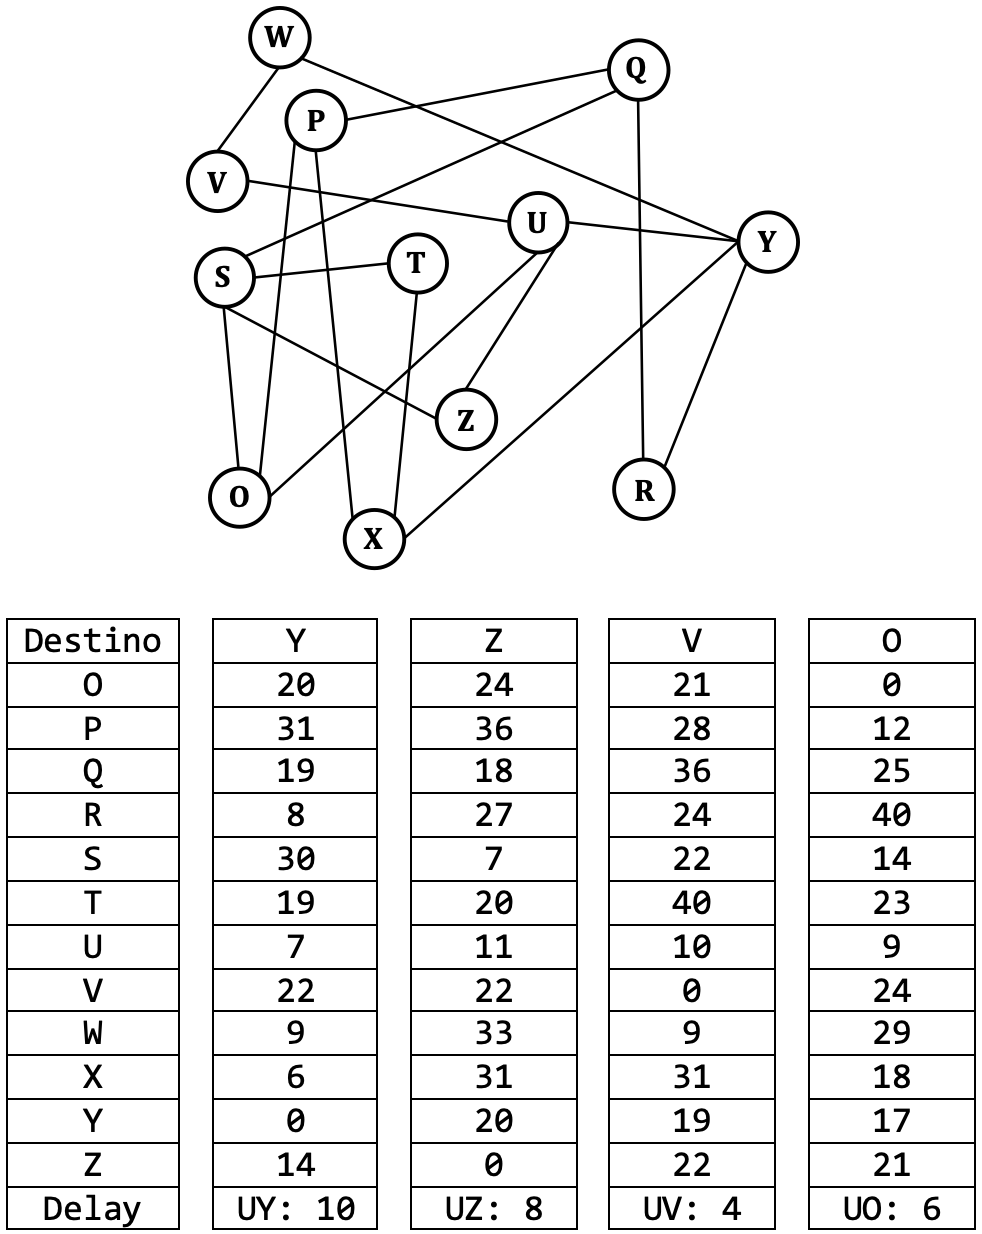 W
Q
P
V
U
Y
T
S
Z
R
O
X
Destino Y Z V O
O 20 24 21 0
P 31 36 28 12
Q 19 18 36 25
R 8 27 24 40
S 30 7 22 14
T 19 20 40 23
U 7 11 10 9
V 22 22 0 24
W 9 33 9 29
X 6 31 31 18
Y 0 20 19 17
Z 14 0 22 21
Delay UY: 10 UZ: 8 UV: 4 UO: 6